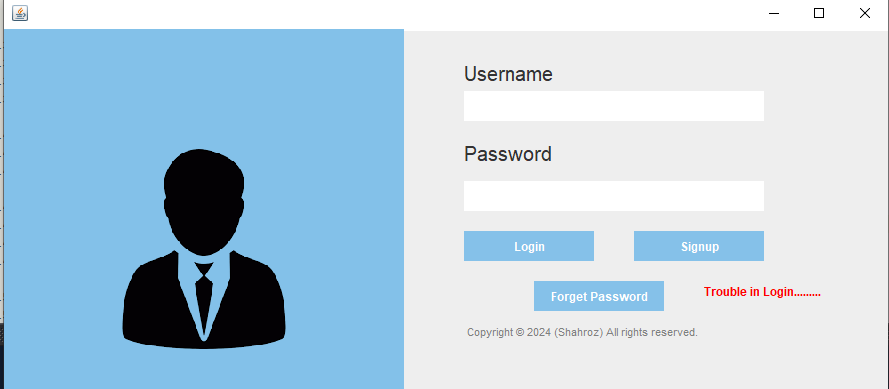 Username
Password
Login Signup
Forget Password Trouble in Login.........
Copyright © 2024 (Shahroz) All rights reserved.